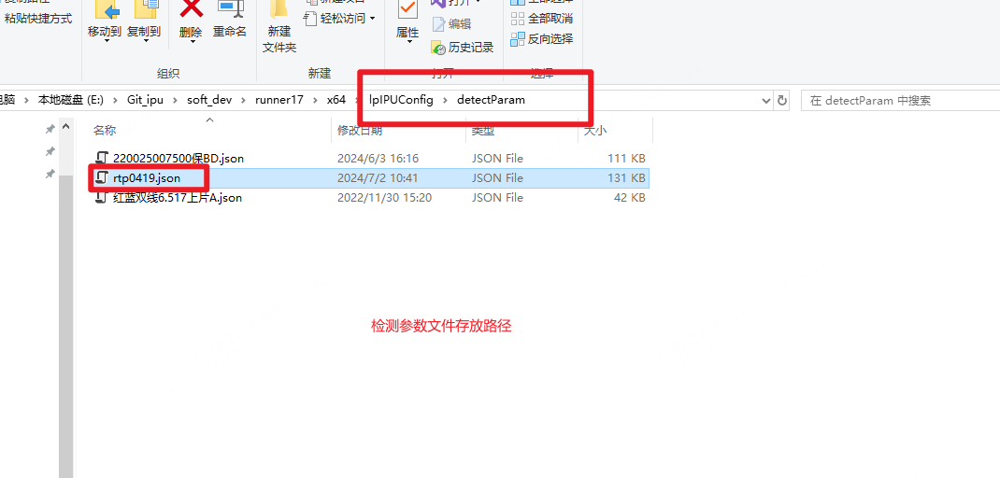 粘贴快捷方式
移动到 复制到 删除 重命名 新建
文件夹
轻松访问
属性
打开
编辑
历史记录
全部取消
反向选择
组织 新建 打开 选择
电脑 本地磁盘 (E:) Git_ipu soft_dev runner17 x64 lpIPUConfig detectParam
在 detectParam 中搜索
名称 修改日期 类型 大小
220025007500保BD.json 2024/6/3 16:16 JSON File 111 KB
rtp0419.json 2024/7/2 10:41 JSON File 131 KB
红蓝双线6.517上片A.json 2022/11/30 15:20 JSON File 42 KB
检测参数文件存放路径